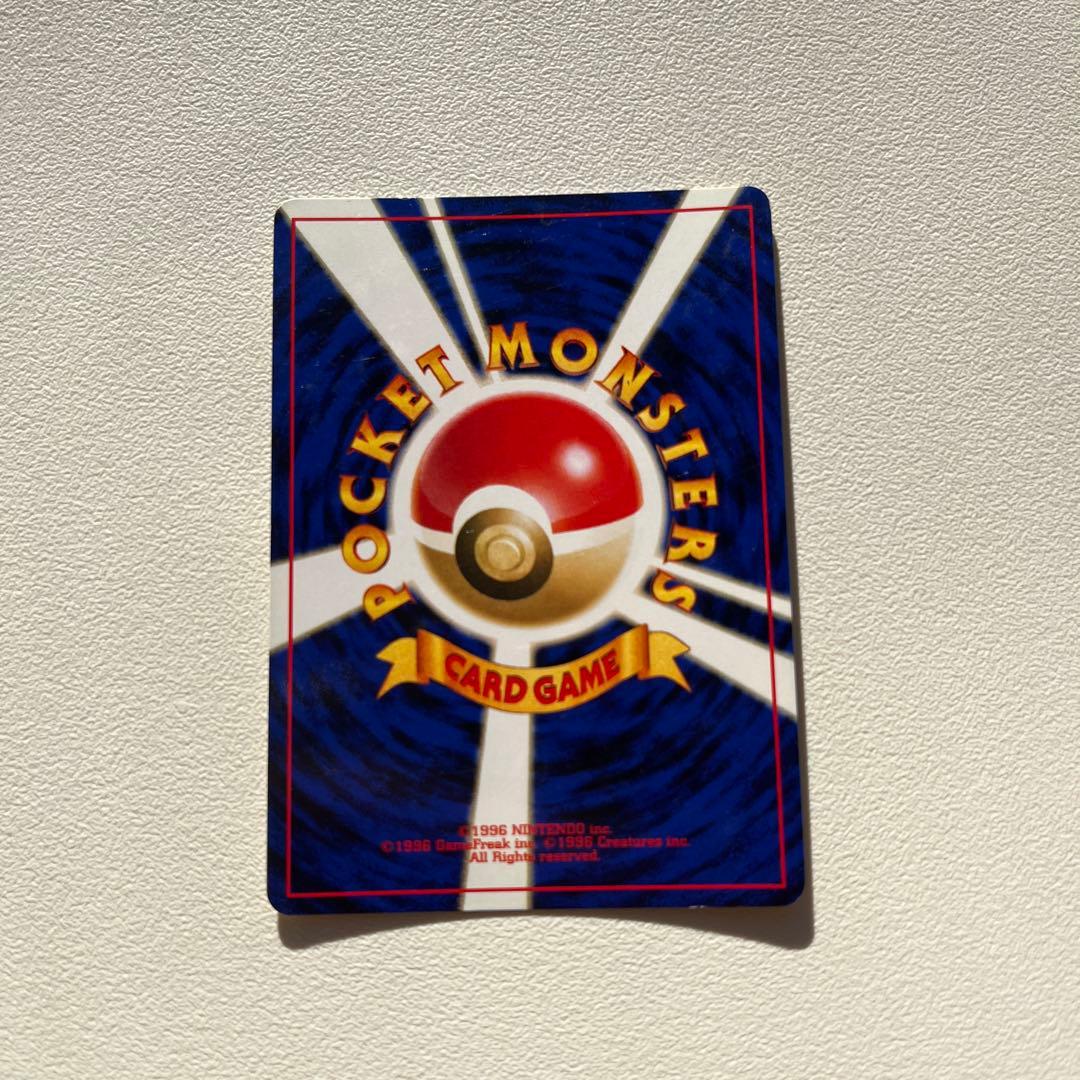 POCKET MONSTERS
CARD GAME
©1996 NINTENDO inc.
©1996 GameFreak inc. ©1996 Creatures inc.
All Rights reserved.